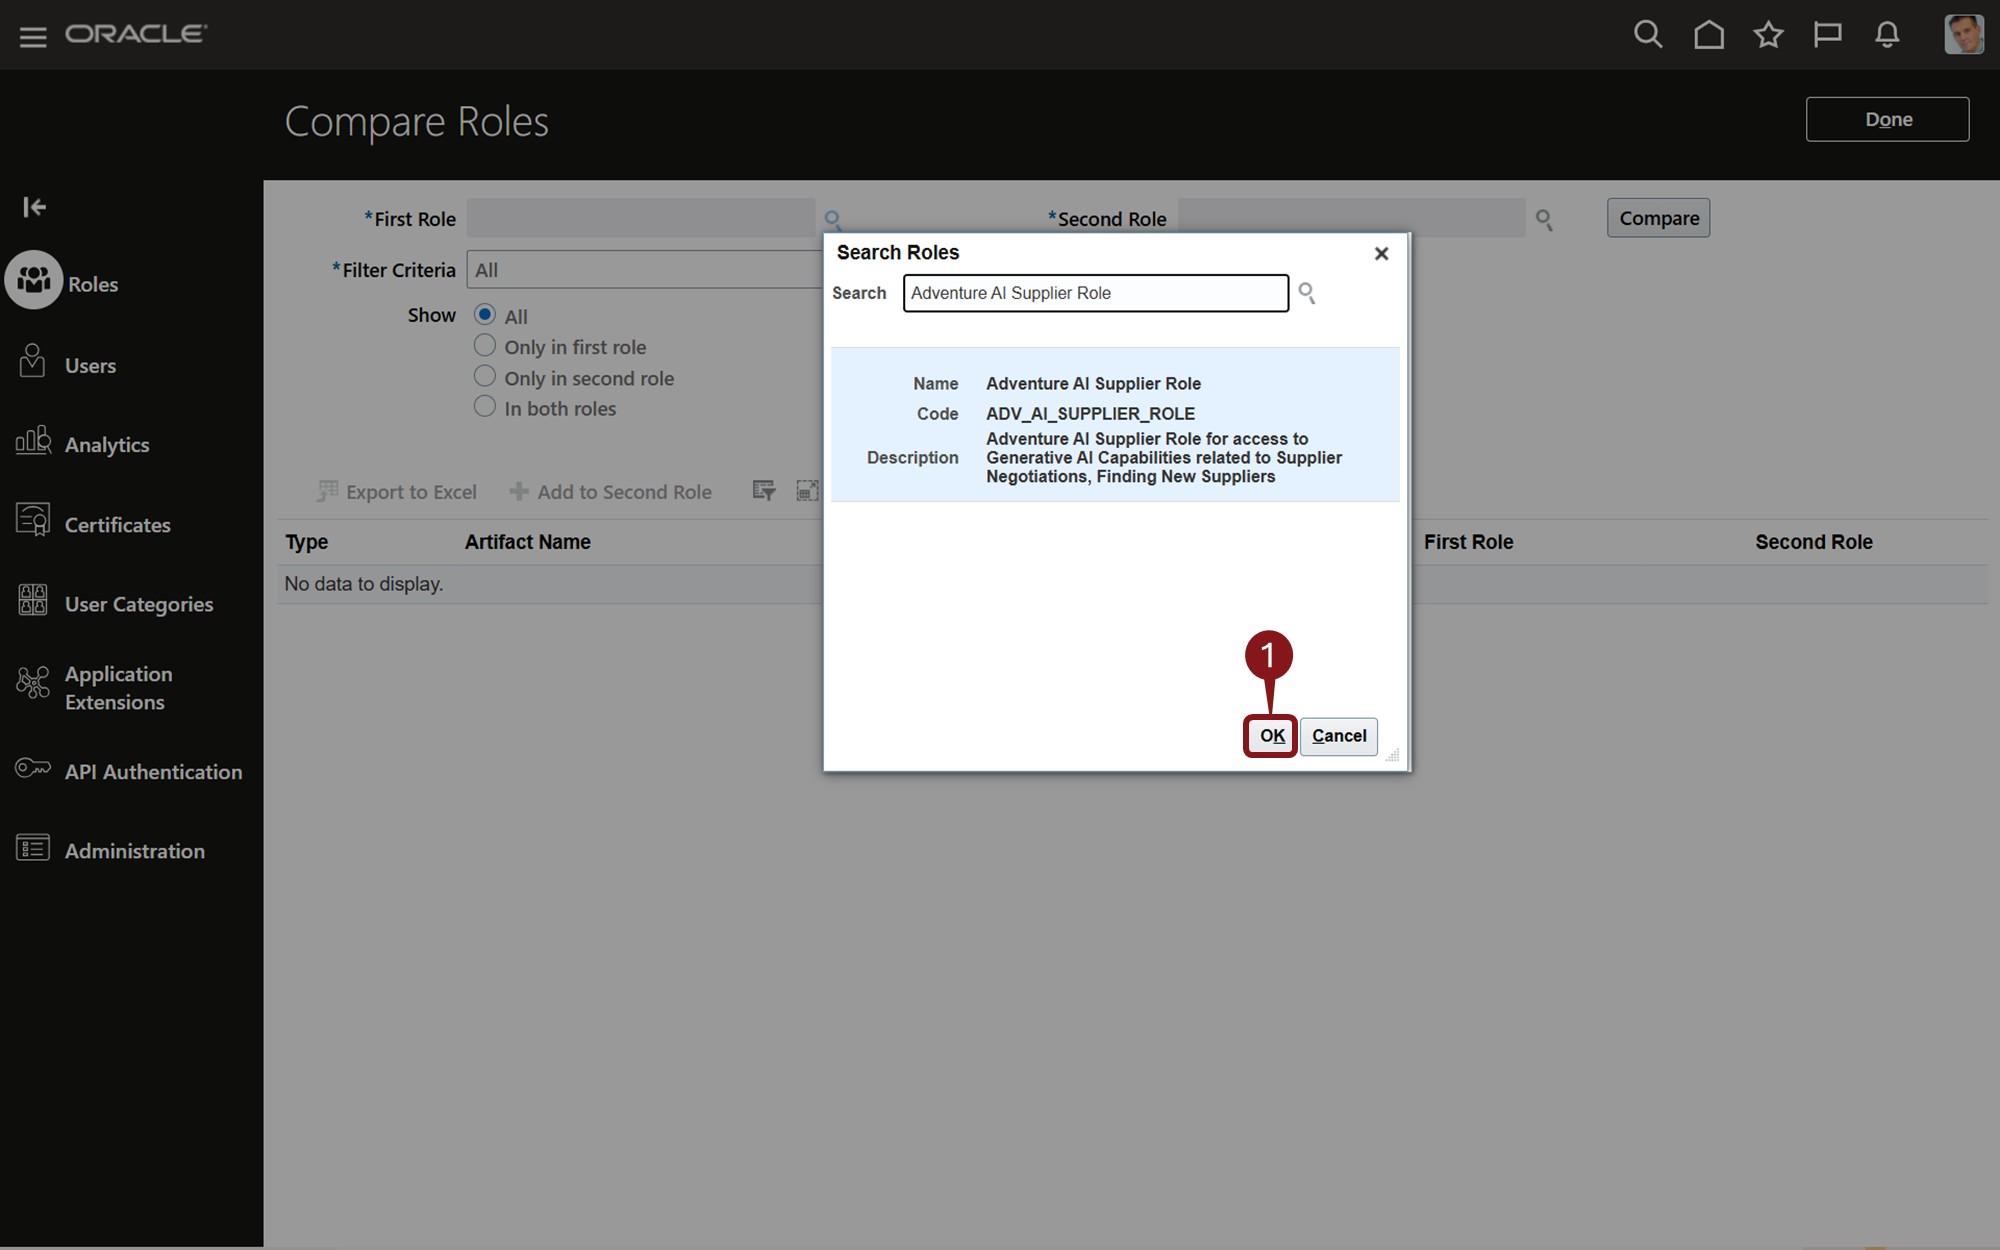 ORACLE
Compare Roles
Done
*First Role
*Second Role
Compare
*Filter Criteria
All
Show
All
Only in first role
Only in second role
In both roles
Export to Excel
Add to Second Role
Type
Artifact Name
First Role
Second Role
No data to display.
Roles
Users
Analytics
Certificates
User Categories
Application
Extensions
API Authentication
Administration
Search Roles
Search
Adventure AI Supplier Role
Name
Adventure AI Supplier Role
Code
ADV_AI_SUPPLIER_ROLE
Description
Adventure AI Supplier Role for access to
Generative AI Capabilities related to Supplier
Negotiations, Finding New Suppliers
1
OK
Cancel